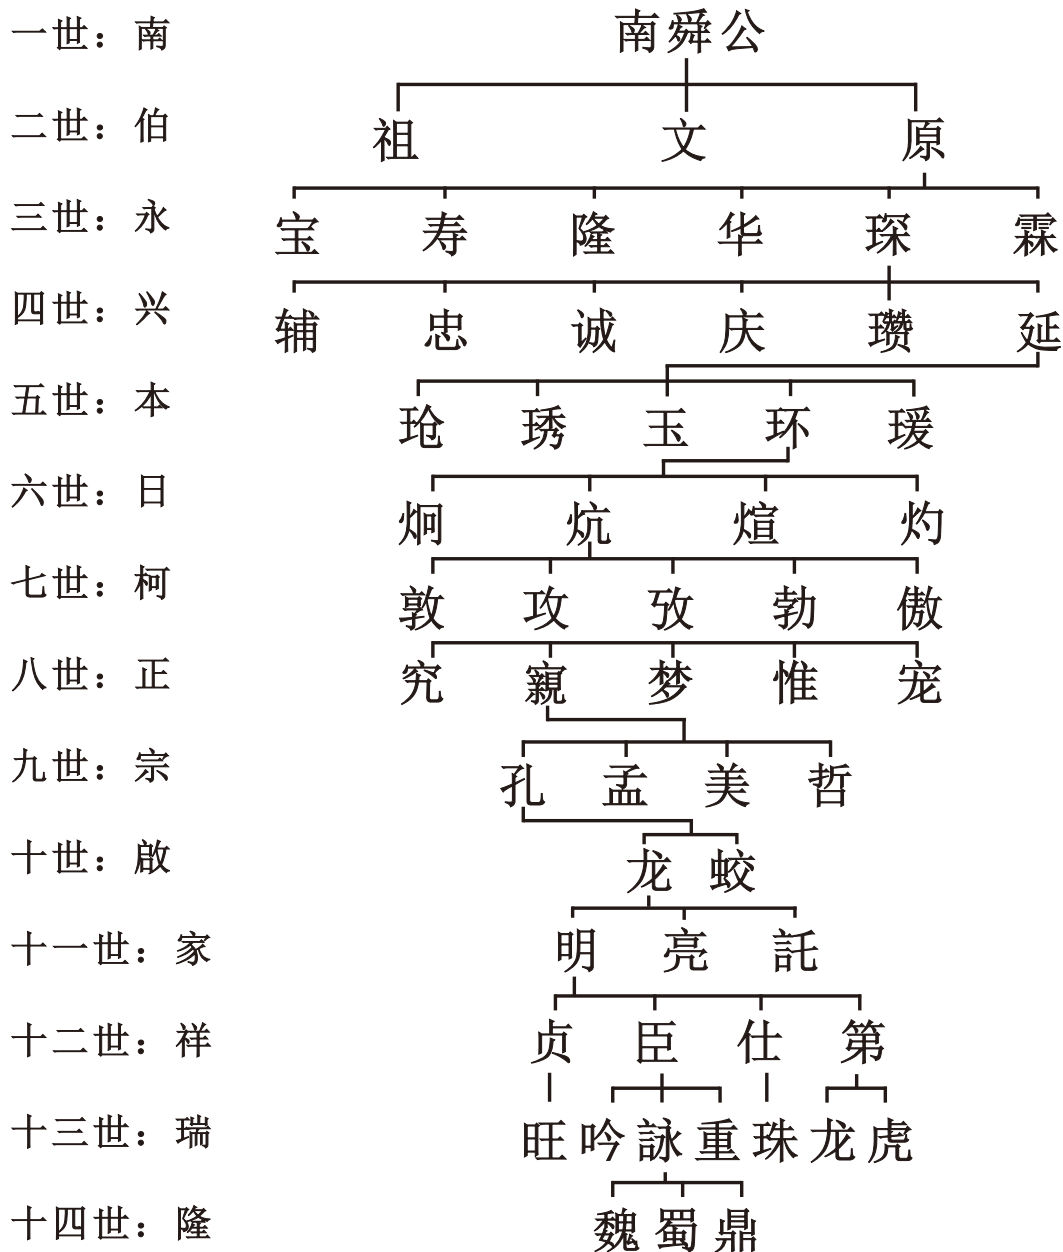 一世：南 南舜公
二世：伯 祖 文 原
三世：永 宝 寿 隆 华 琛 霖
四世：兴 辅 忠 诚 庆 瓒 延
五世：本 玱 琇 玉 环 瑗
六世：日 炯 炕 煊 灼
七世：柯 敦 攻 孜 勃 傲
八世：正 究 寴 梦 惟 宠
九世：宗 孔 孟 美 哲
十世：啟 龙 蛟
十一世：家 明 亮 託
十二世：祥 贞 臣 仕 第
十三世：瑞 旺 吟 詠 重 珠 龙 虎
十四世：隆 魏 蜀 鼎